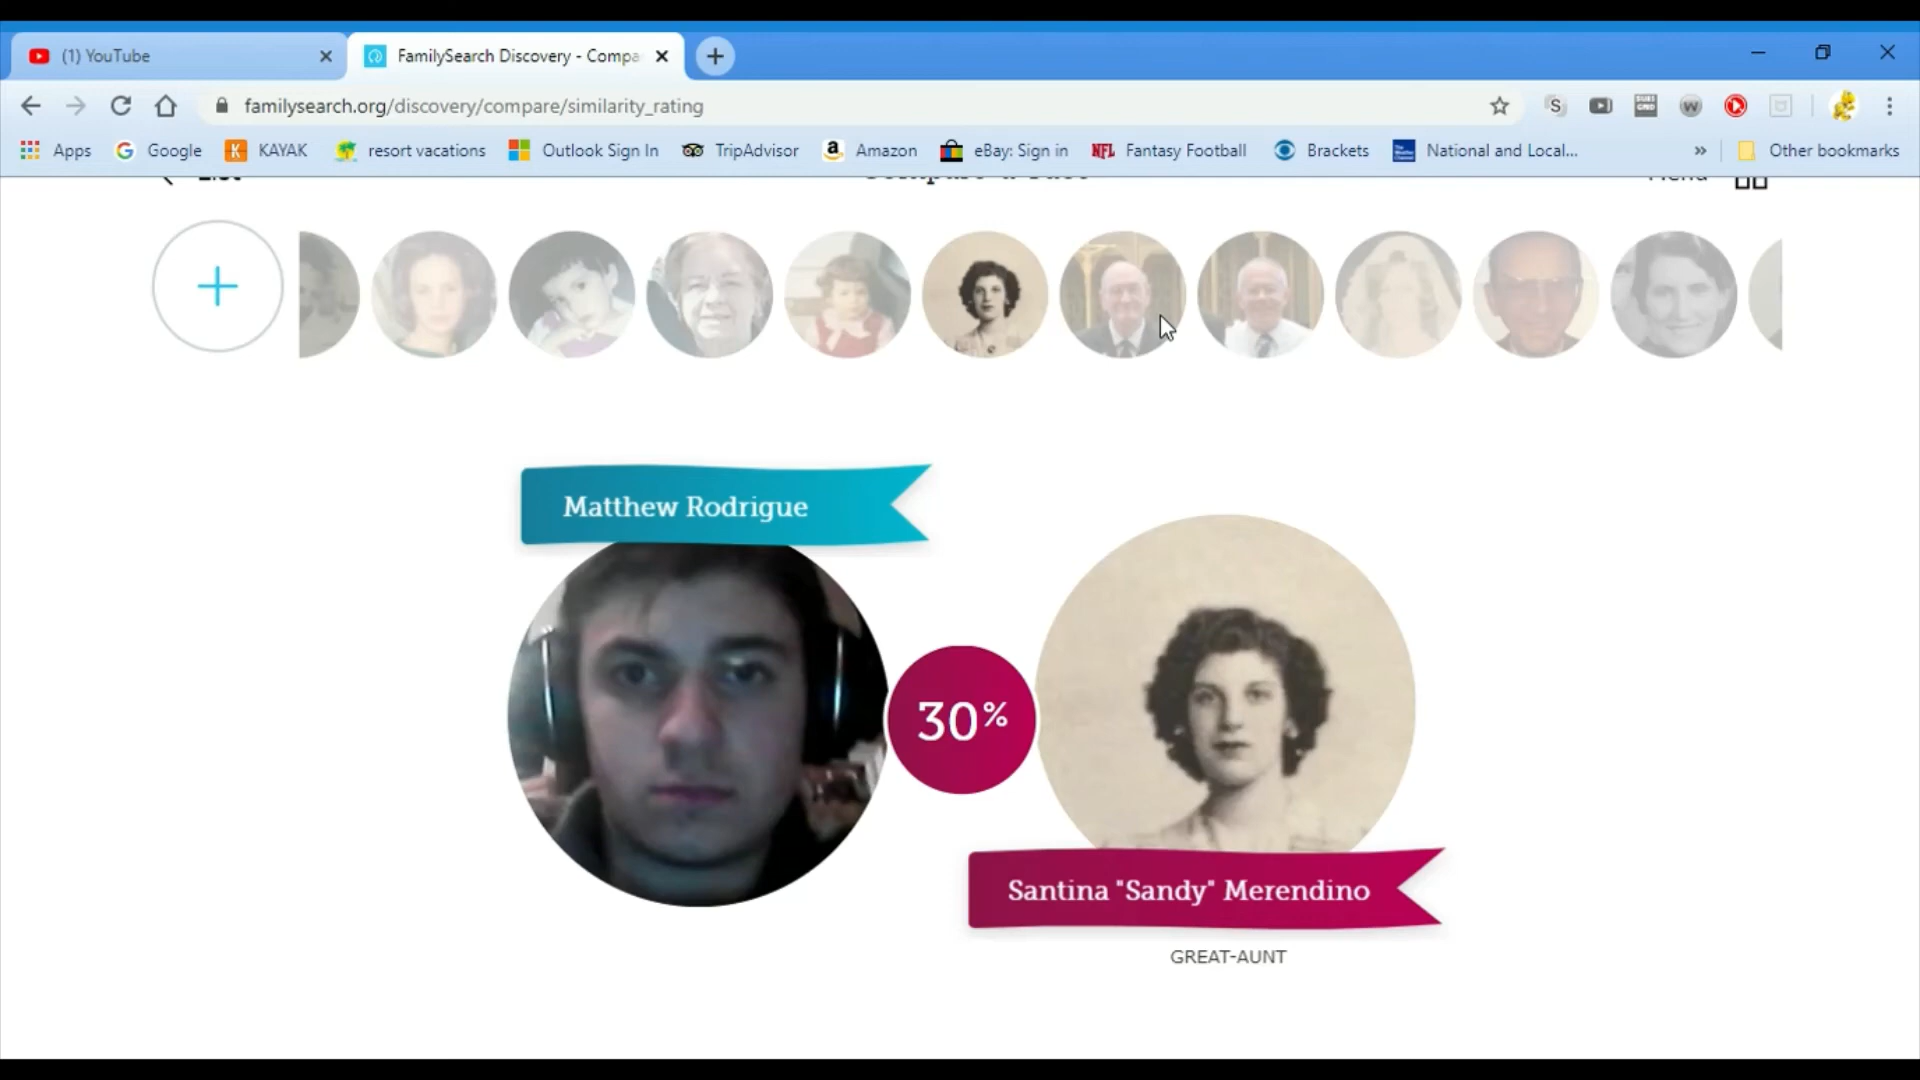 (1) YouTube
FamilySearch Discovery - Compa
familysearch.org/discovery/compare/similarity_rating
Apps Google KAYAK resort vacations Outlook Sign In TripAdvisor Amazon eBay: Sign in NFL Fantasy Football Brackets National and Local... » Other bookmarks
Matthew Rodrigue
30%
Santina "Sandy" Merendino
GREAT-AUNT